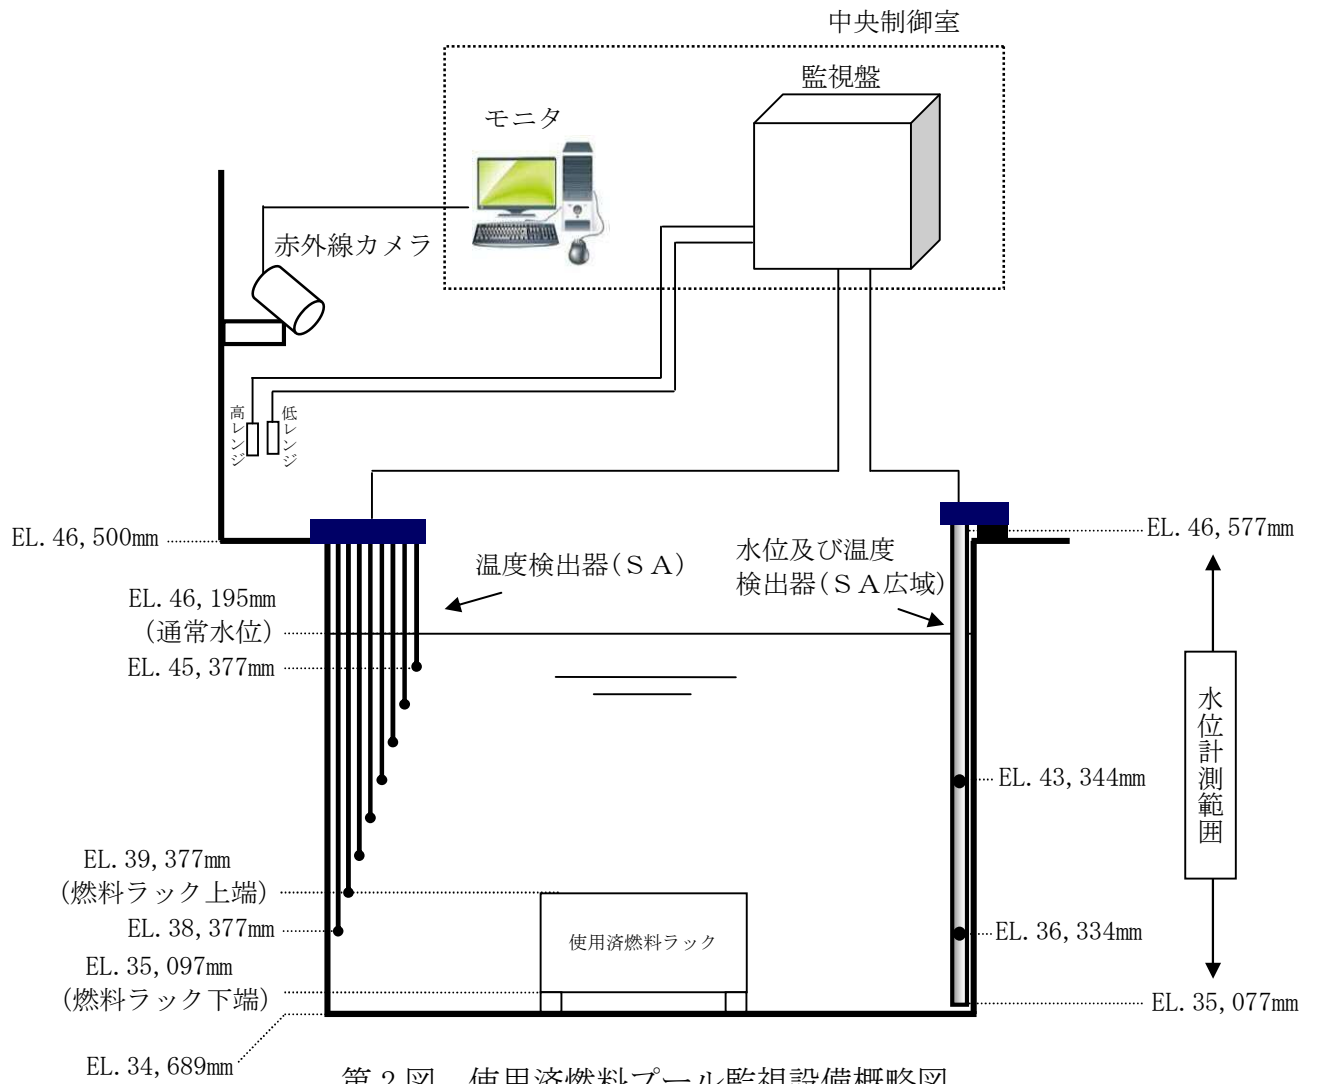 中央制御室
監視盤
モニタ
赤外線カメラ
高レンジ
低レンジ
EL.46,500mm
EL.46,577mm
温度検出器(ＳＡ)
水位及び温度
検出器(ＳＡ広域)
EL.46,195mm
(通常水位)
EL.45,377mm
水位計測範囲
EL.43,344mm
EL.39,377mm
(燃料ラック上端)
EL.38,377mm
使用済燃料ラック
EL.36,334mm
EL.35,097mm
(燃料ラック下端)
EL.35,077mm
EL.34,689mm
第２図　使用済燃料プール監視設備概略図